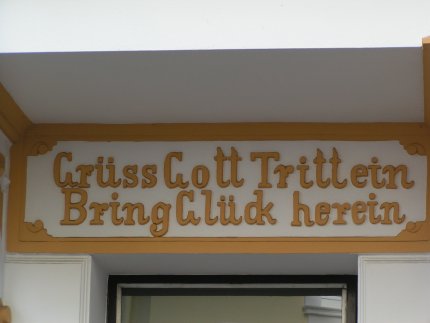 Grüss Gott Tritt ein
Bring Glück herein